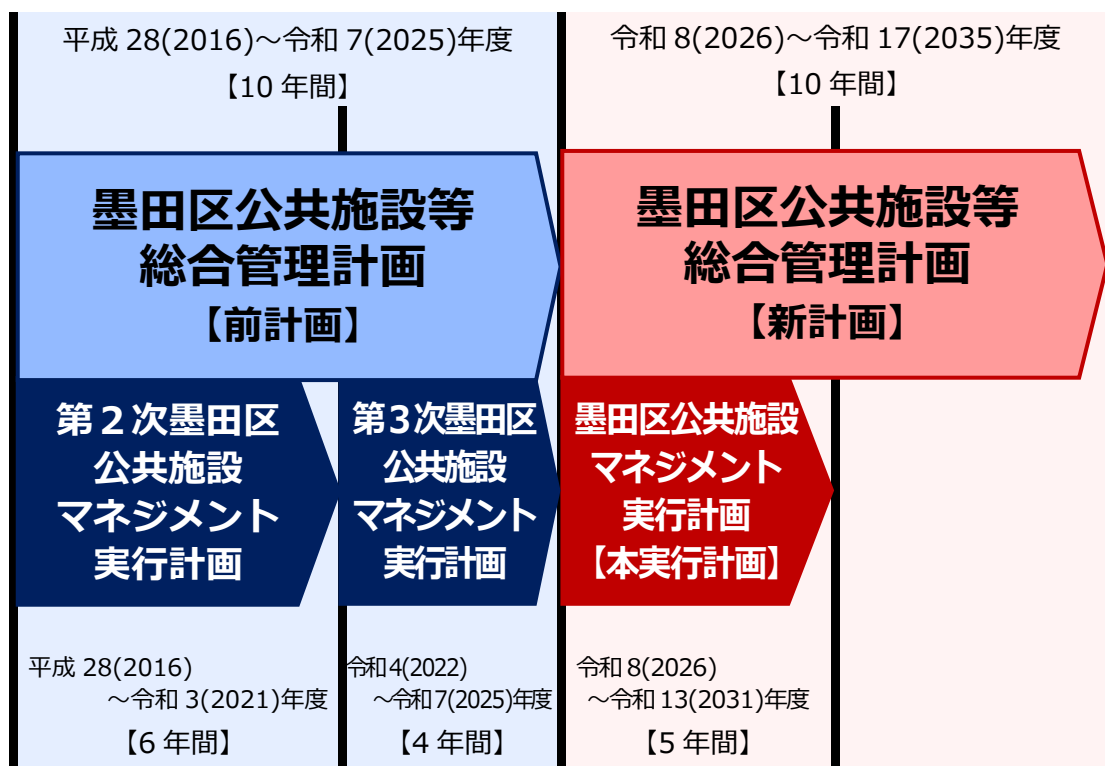 平成 28(2016)～令和 7(2025)年度
【10 年間】
令和 8(2026)～令和 17(2035)年度
【10 年間】
墨田区公共施設等
総合管理計画
【前計画】
墨田区公共施設等
総合管理計画
【新計画】
第２次墨田区
公共施設
マネジメント
実行計画
第3次墨田区
公共施設
マネジメント
実行計画
墨田区公共施設
マネジメント
実行計画
【本実行計画】
平成 28(2016)
～令和 3(2021)年度
【6 年間】
令和4(2022)
～令和7(2025)年度
【4 年間】
令和 8(2026)
～令和 13(2031)年度
【5 年間】